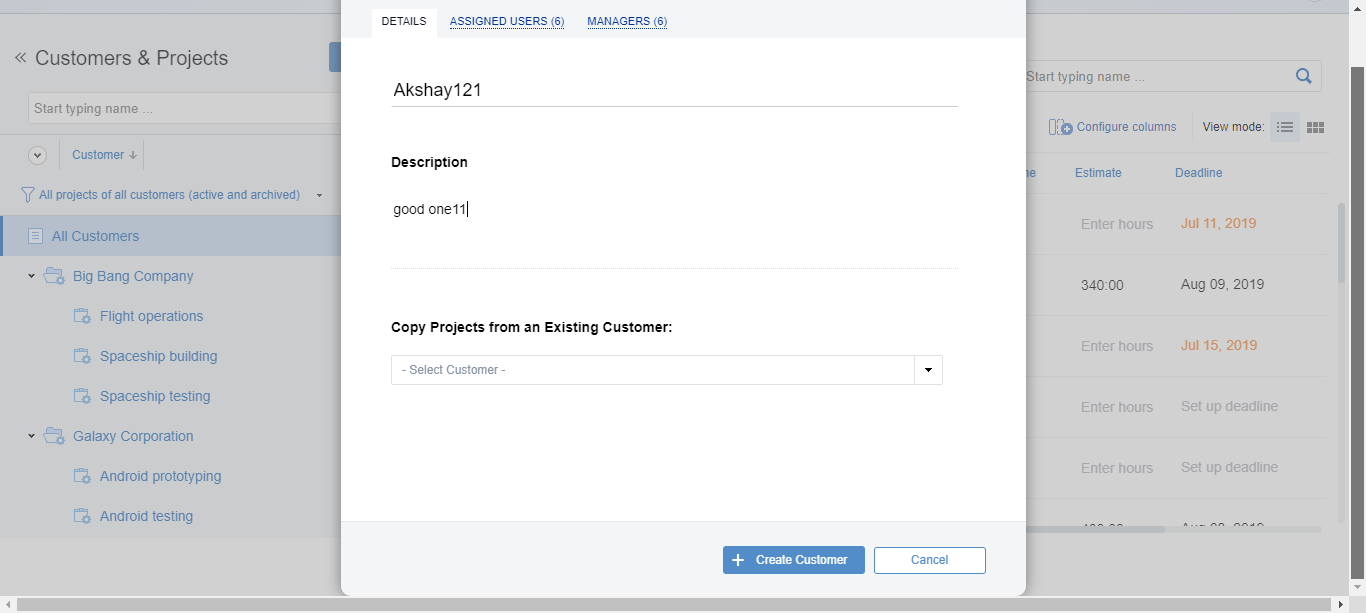 DETAILS ASSIGNED USERS (6) MANAGERS (6)
Customers & Projects
Start typing name ...
Customer
All projects of all customers (active and archived)
All Customers
Big Bang Company
Flight operations
Spaceship building
Spaceship testing
Galaxy Corporation
Android prototyping
Android testing
Akshay121
Description
good one11
Copy Projects from an Existing Customer:
- Select Customer -
Create Customer Cancel
Start typing name ...
Configure columns View mode:
Estimate Deadline
Enter hours Jul 11, 2019
340:00 Aug 09, 2019
Enter hours Jul 15, 2019
Enter hours Set up deadline
Enter hours Set up deadline